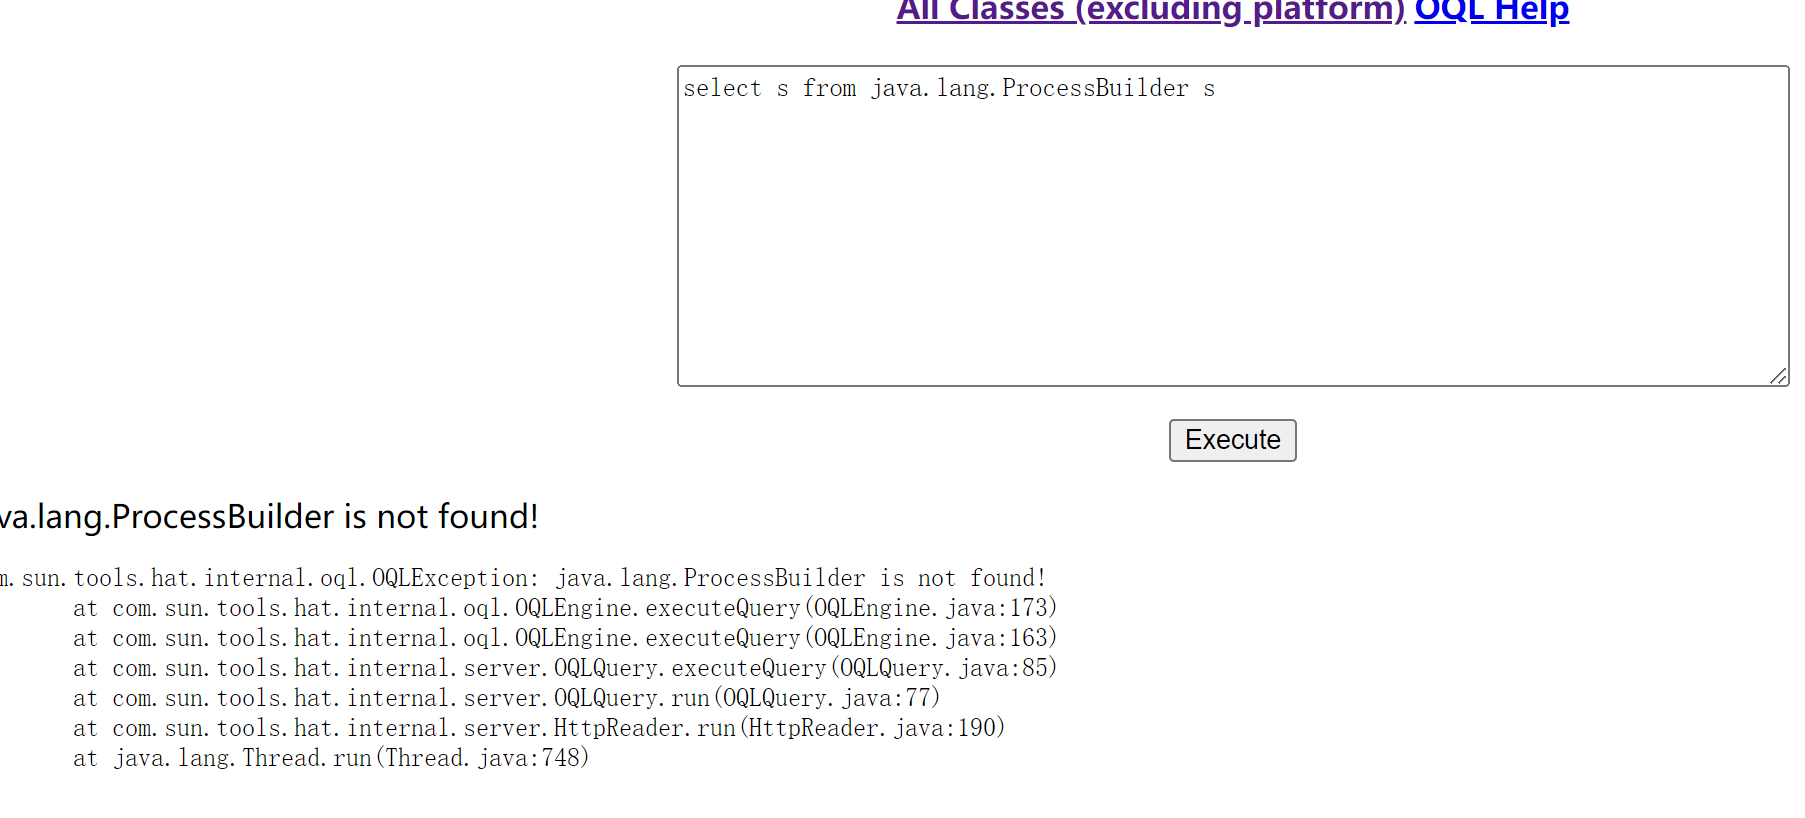 All Classes (excluding platform) OQL Help
select s from java.lang.ProcessBuilder s
Execute
va.lang.ProcessBuilder is not found!
m.sun.tools.hat.internal.oql.OQLException: java.lang.ProcessBuilder is not found!
at com.sun.tools.hat.internal.oql.OQLEngine.executeQuery(OQLEngine.java:173)
at com.sun.tools.hat.internal.oql.OQLEngine.executeQuery(OQLEngine.java:163)
at com.sun.tools.hat.internal.server.OQLQuery.executeQuery(OQLQuery.java:85)
at com.sun.tools.hat.internal.server.OQLQuery.run(OQLQuery.java:77)
at com.sun.tools.hat.internal.server.HttpReader.run(HttpReader.java:190)
at java.lang.Thread.run(Thread.java:748)